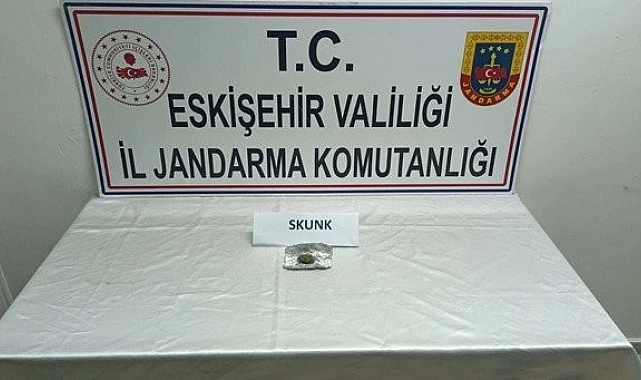 T.C.
ESKİŞEHİR VALİLİĞİ
İL JANDARMA KOMUTANLIĞI
JANDARMA
SKUNK